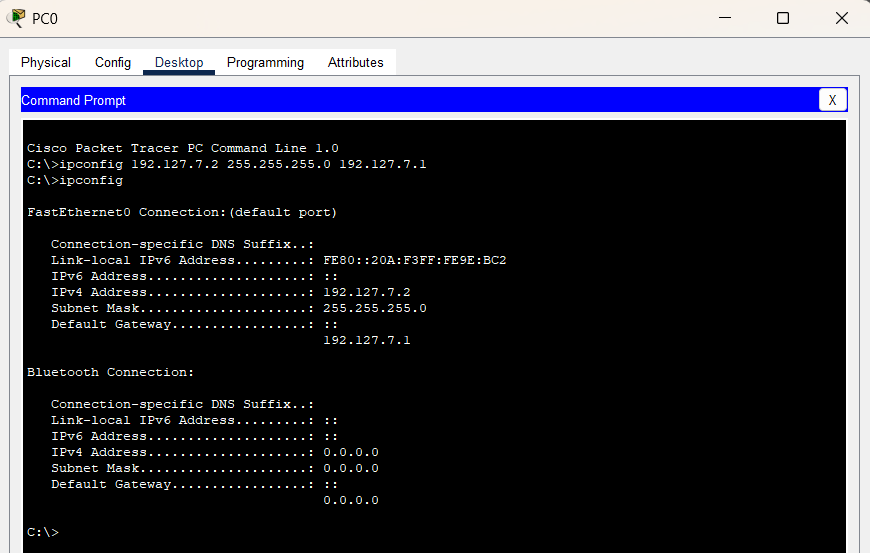 PC0
Physical Config Desktop Programming Attributes
Command Prompt X
Cisco Packet Tracer PC Command Line 1.0
C:\>ipconfig 192.127.7.2 255.255.255.0 192.127.7.1
C:\>ipconfig
FastEthernet0 Connection:(default port)
Connection-specific DNS Suffix..:
Link-local IPv6 Address.........: FE80::20A:F3FF:FE9E:BC2
IPv6 Address....................: ::
IPv4 Address....................: 192.127.7.2
Subnet Mask.....................: 255.255.255.0
Default Gateway.................: ::
192.127.7.1
Bluetooth Connection:
Connection-specific DNS Suffix..:
Link-local IPv6 Address.........: ::
IPv6 Address....................: ::
IPv4 Address....................: 0.0.0.0
Subnet Mask.....................: 0.0.0.0
Default Gateway.................: ::
0.0.0.0
C:\>